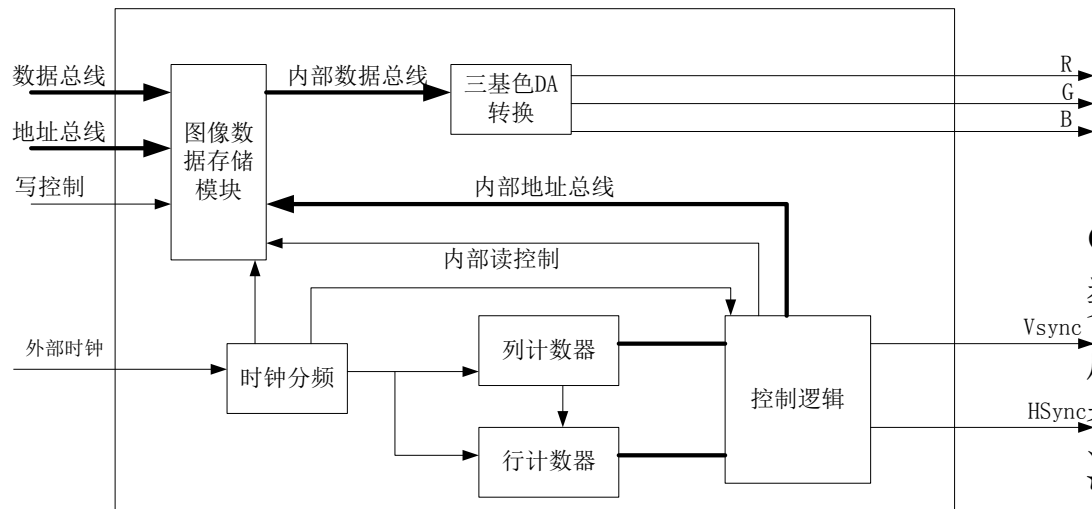 数据总线
地址总线
写控制
外部时钟
图像数
据存储
模块
内部数据总线
三基色DA
转换
R
G
B
内部地址总线
内部读控制
时钟分频
列计数器
行计数器
控制逻辑
Vsync
HSync